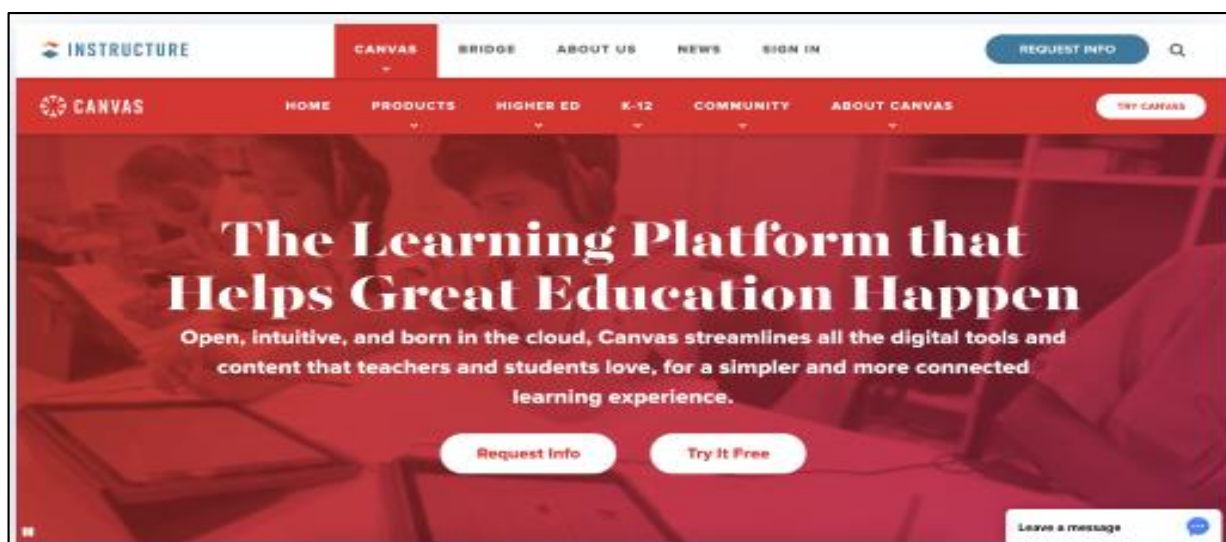 INSTRUCTURE CANVAS BRIDGE ABOUT US NEWS SIGN IN REQUEST INFO
CANVAS HOME PRODUCTS HIGHER ED K-12 COMMUNITY ABOUT CANVAS TRY CANVAS
The Learning Platform that
Helps Great Education Happen
Open, intuitive, and born in the cloud, Canvas streamlines all the digital tools and
content that teachers and students love, for a simpler and more connected
learning experience.
Request Info Try It Free
Leave a message